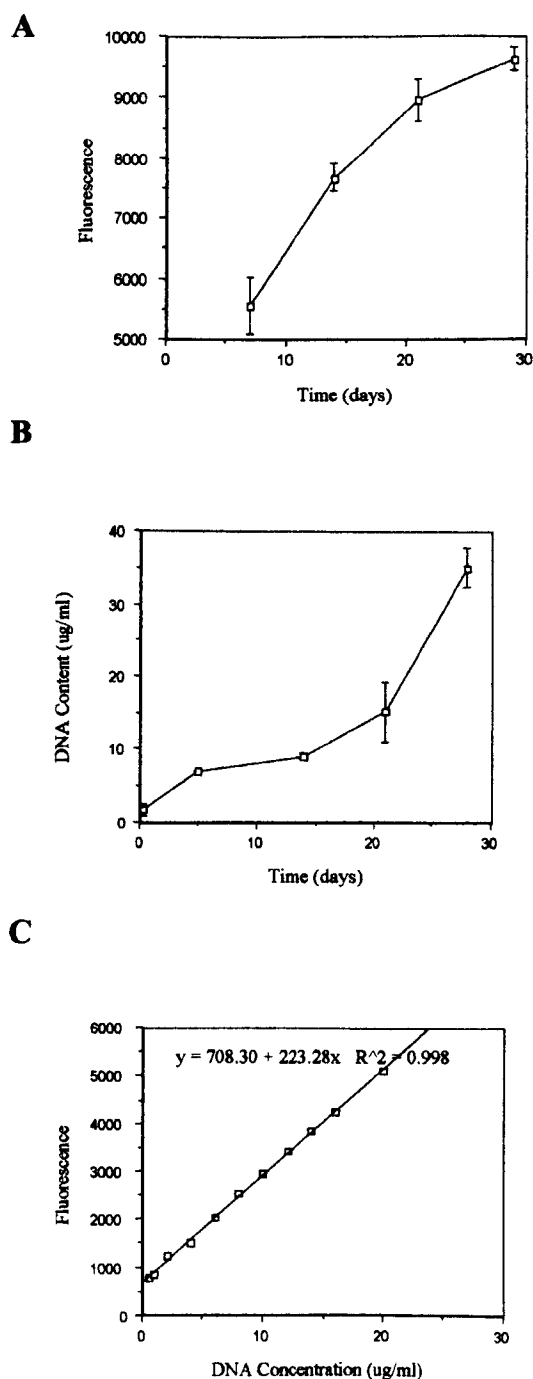 A
10000
9000
8000
7000
6000
5000
Fluorescence
0 10 20 30
Time (days)
B
40
30
20
10
0
DNA Content (ug/ml)
0 10 20 30
Time (days)
C
6000
5000
4000
3000
2000
1000
0
Fluorescence
y = 708.30 + 223.28x R^2 = 0.998
0 10 20 30
DNA Concentration (ug/ml)